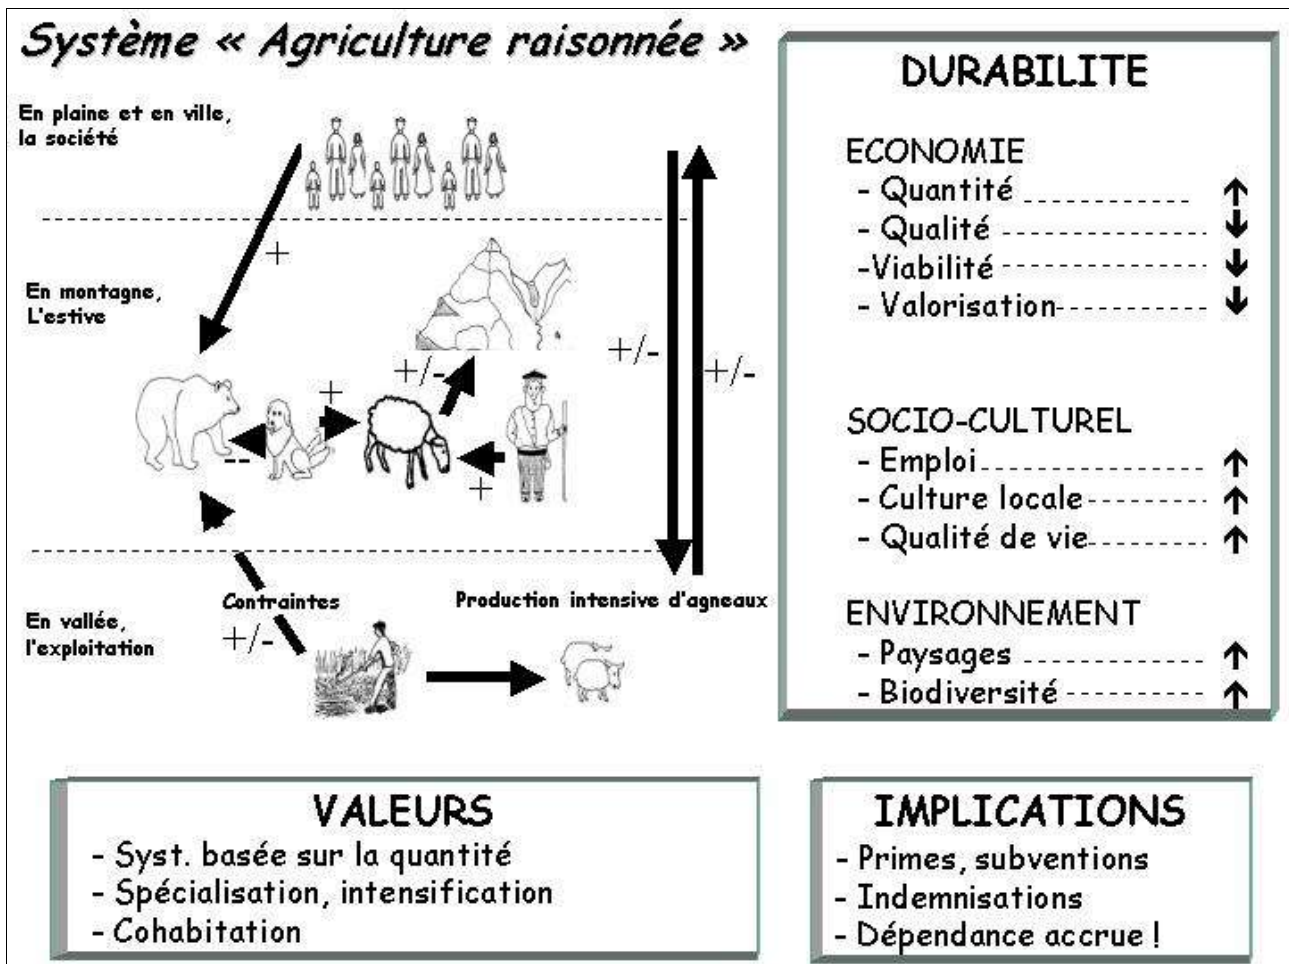 Système « Agriculture raisonnée »
En plaine et en ville,
la société
+
En montagne,
L'estive
+/-
+/-
+/-
+
--
+
En vallée,
l'exploitation
Contraintes
+/-
Production intensive d'agneaux
DURABILITE
ECONOMIE
- Quantité ↑
- Qualité ↓
-Viabilité ↓
- Valorisation ↓
SOCIO-CULTUREL
- Emploi ↑
- Culture locale ↑
- Qualité de vie ↑
ENVIRONNEMENT
- Paysages ↑
- Biodiversité ↑
VALEURS
- Syst. basée sur la quantité
- Spécialisation, intensification
- Cohabitation
IMPLICATIONS
- Primes, subventions
- Indemnisations
- Dépendance accrue !